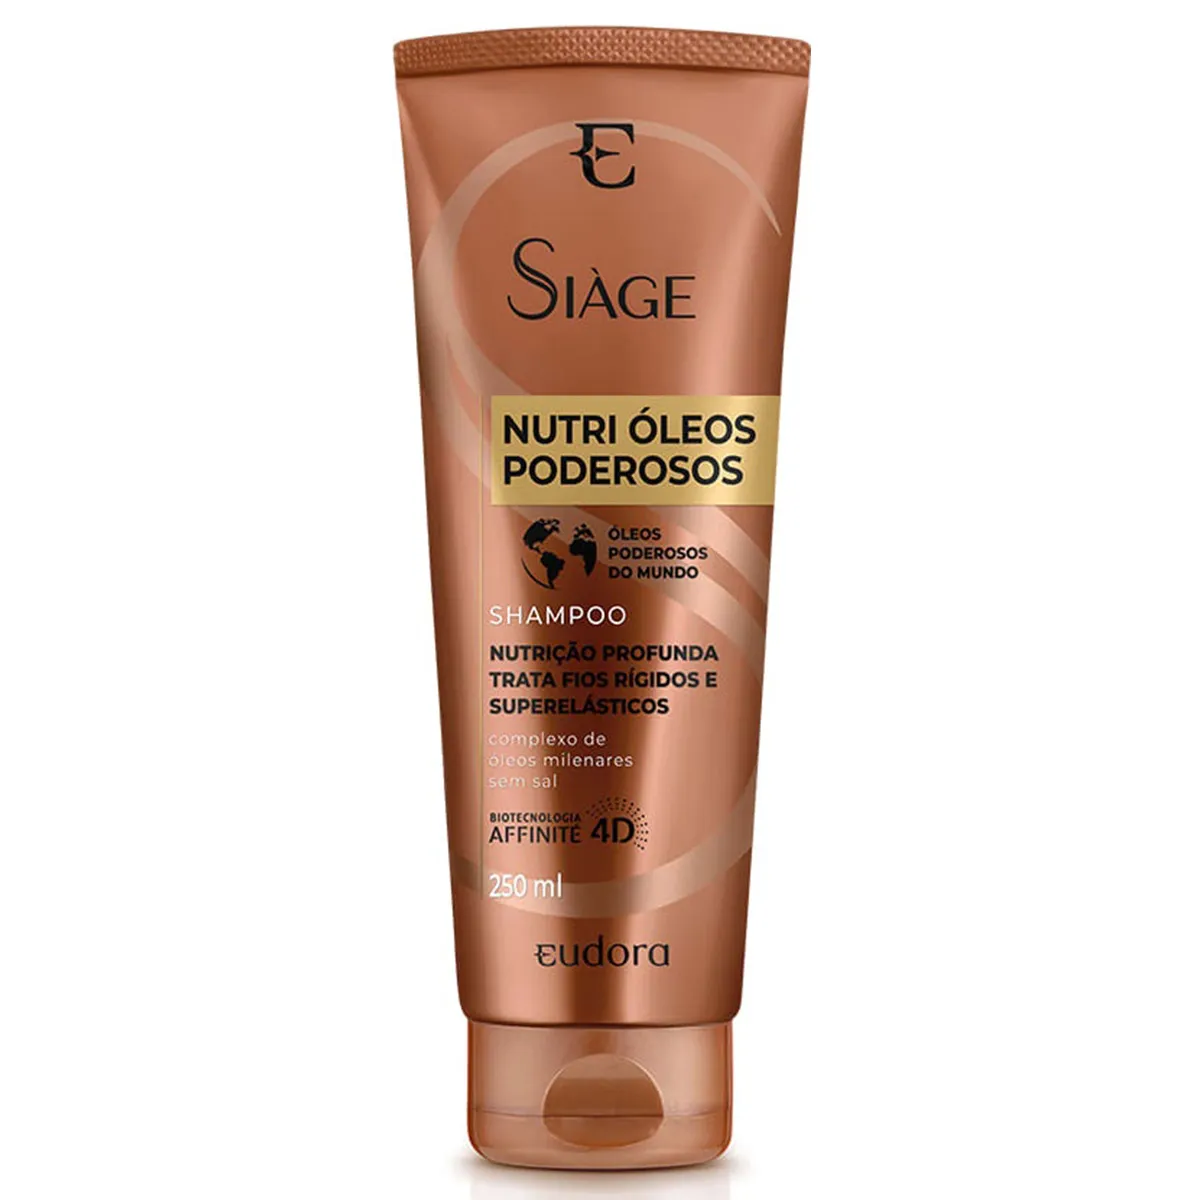 E
SIÀGE
NUTRI ÓLEOS
PODEROSOS
ÓLEOS
PODEROSOS
DO MUNDO
SHAMPOO
NUTRIÇÃO PROFUNDA
TRATA FIOS RÍGIDOS E
SUPERELÁSTICOS
complexo de
óleos milenares
sem sal
BIOTECNOLOGIA
AFFINITÉ 4D
250 ml
eudora